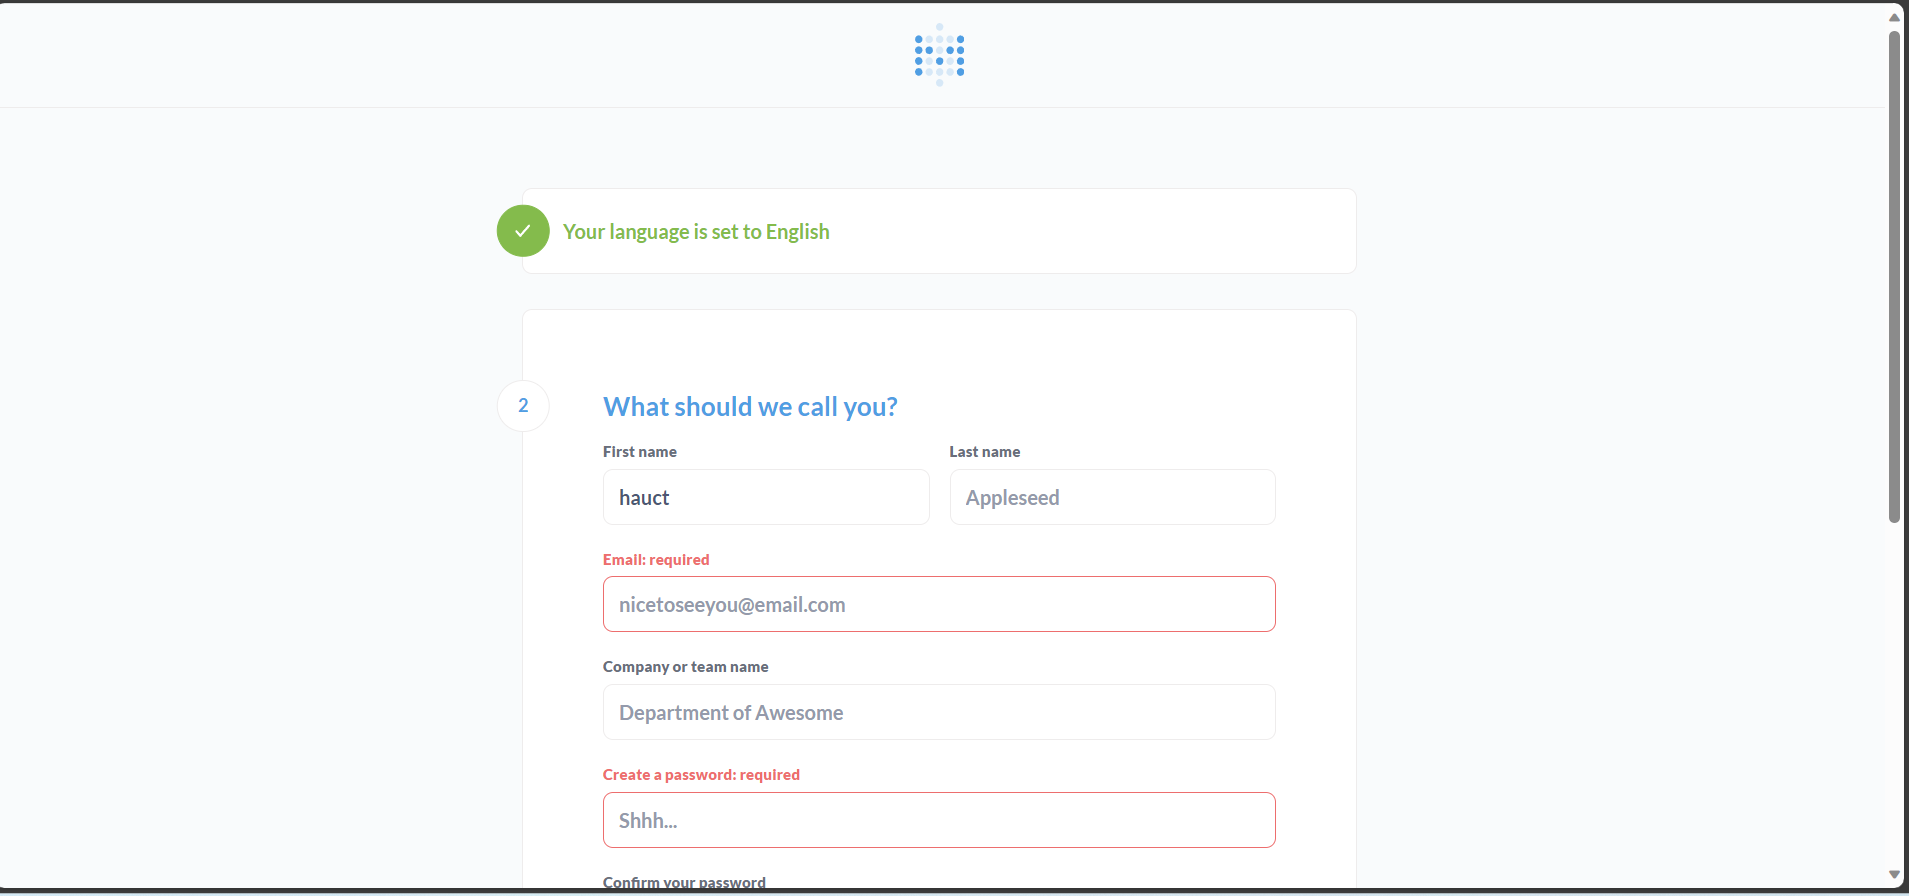 Your language is set to English
2
What should we call you?
First name
Last name
hauct
Appleseed
Email: required
nicetoseeyou@email.com
Company or team name
Department of Awesome
Create a password: required
Shhh...
Confirm your password